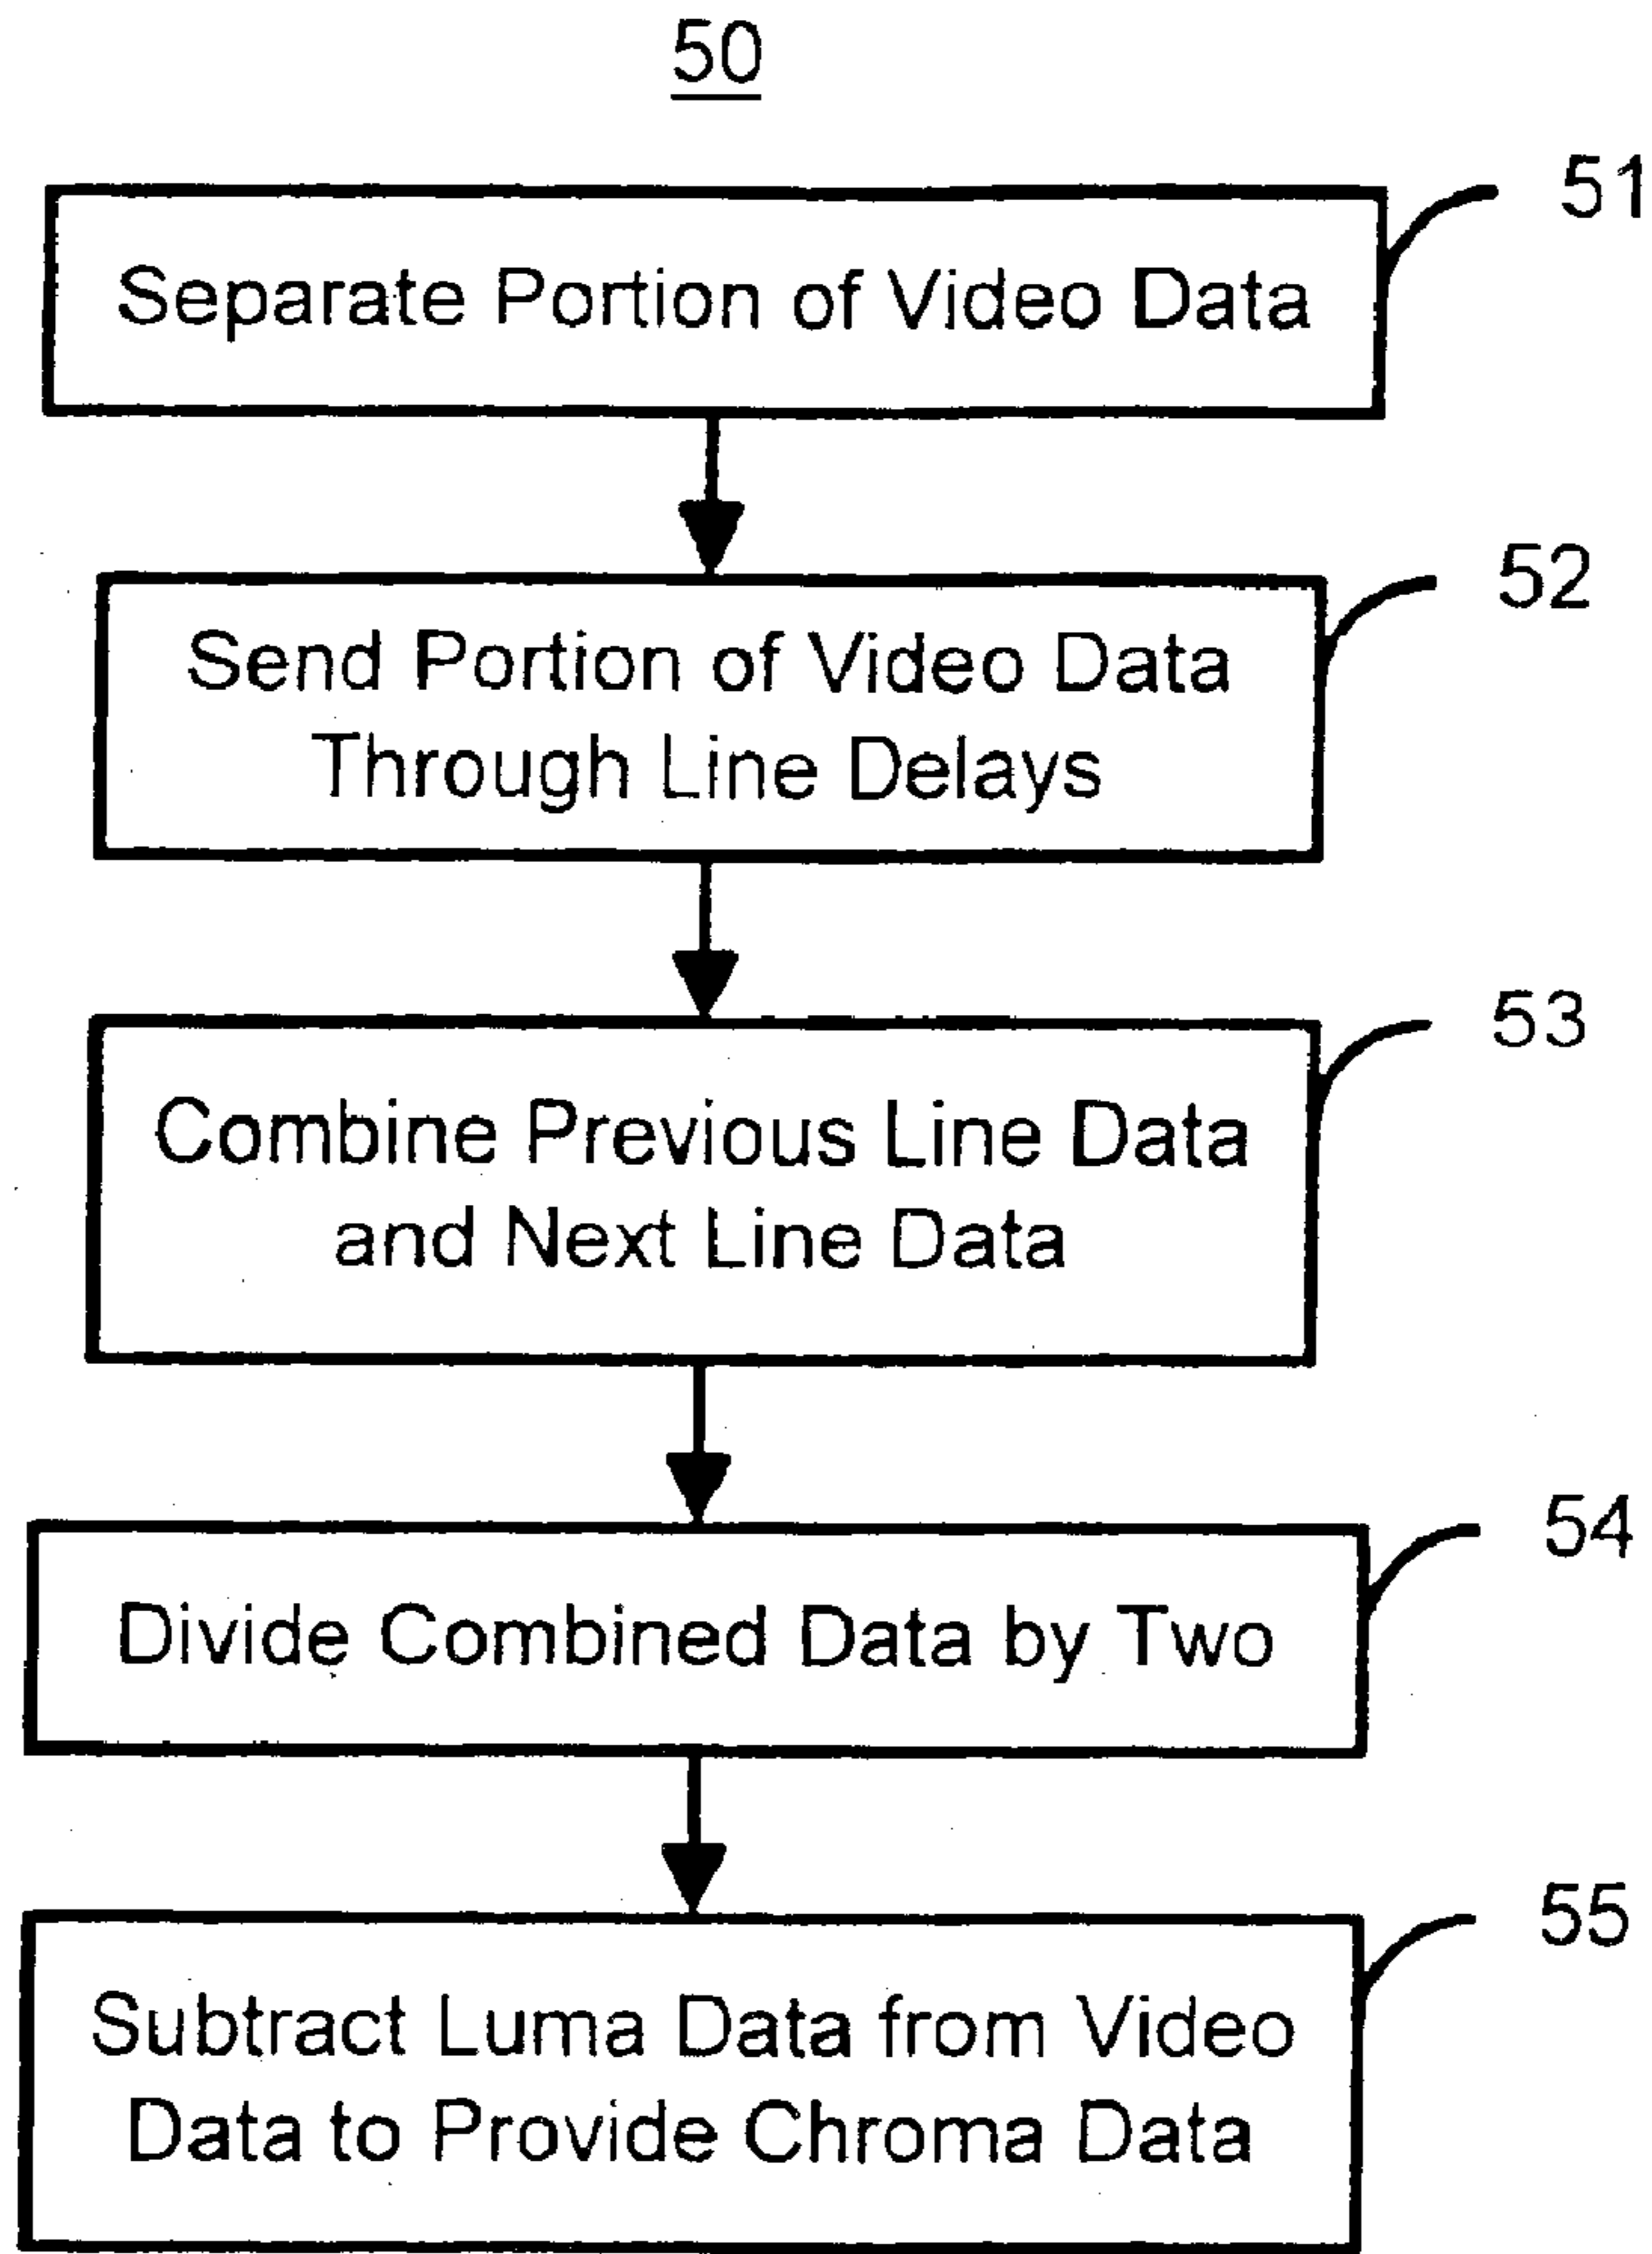 50
51
Separate Portion of Video Data
52
Send Portion of Video Data
Through Line Delays
53
Combine Previous Line Data
and Next Line Data
54
Divide Combined Data by Two
55
Subtract Luma Data from Video
Data to Provide Chroma Data